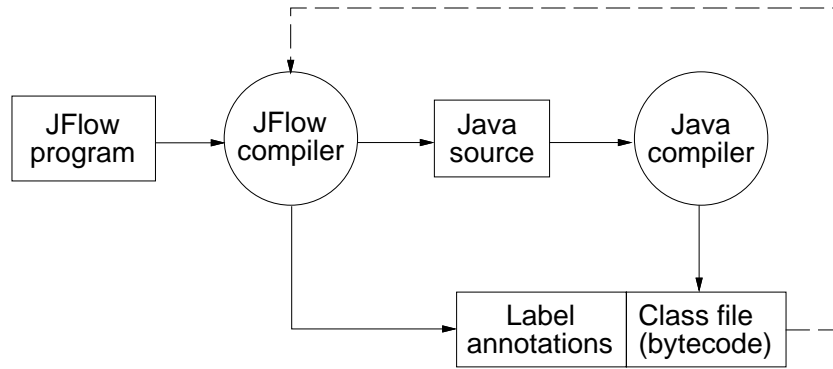 JFlow
program
JFlow
compiler
Java
source
Java
compiler
Label
annotations
Class file
(bytecode)